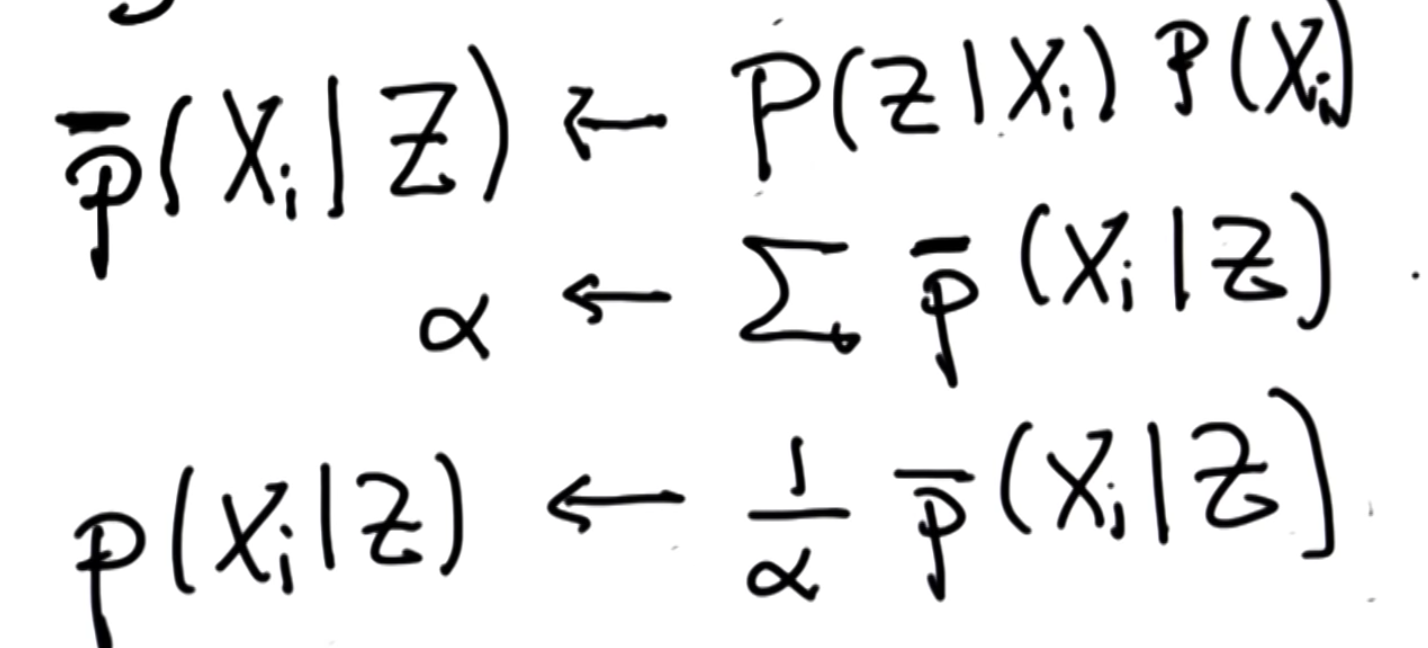 p̅(Xᵢ|Z) ← P(Z|Xᵢ) P(Xᵢ)
α ← Σ p̅(Xᵢ|Z)
p(Xᵢ|Z) ← 1/α p̅(Xᵢ|Z)